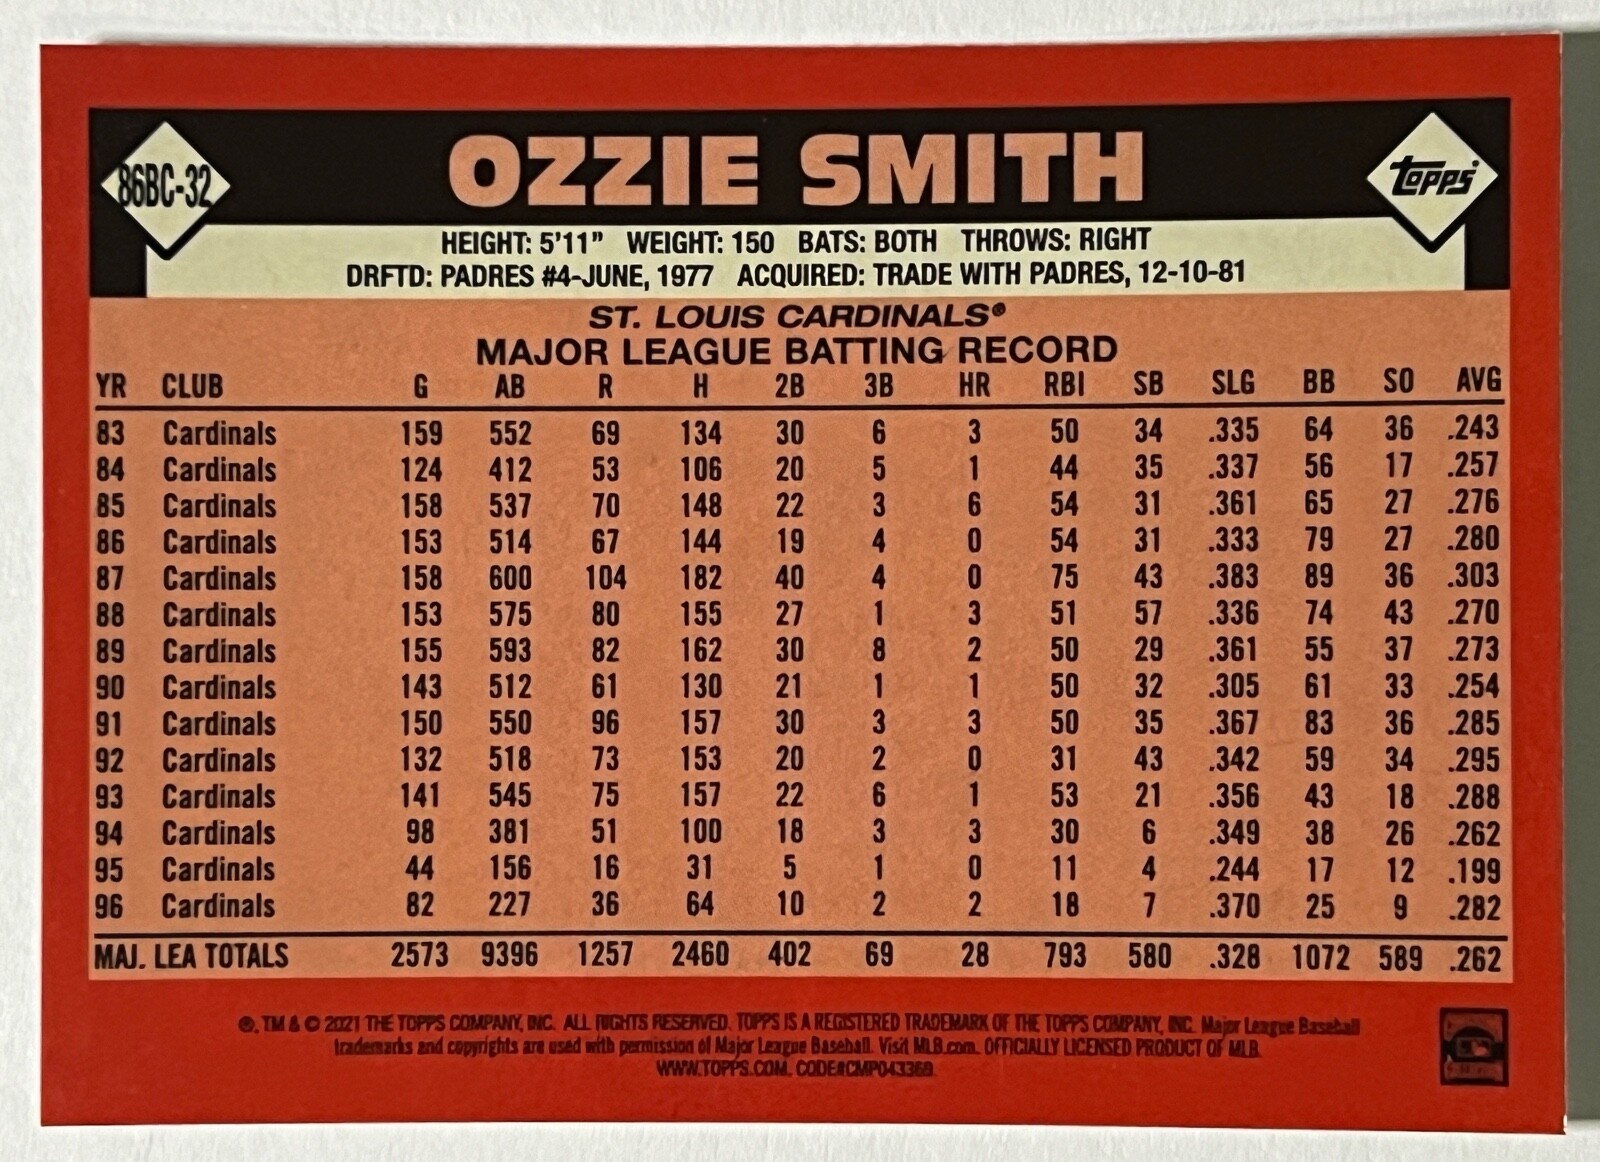 86BC-32 OZZIE SMITH Topps
HEIGHT: 5'11" WEIGHT: 150 BATS: BOTH THROWS: RIGHT
DRFTD: PADRES #4-JUNE, 1977 ACQUIRED: TRADE WITH PADRES, 12-10-81
ST. LOUIS CARDINALS®
MAJOR LEAGUE BATTING RECORD
YR CLUB G AB R H 2B 3B HR RBI SB SLG BB SO AVG
83 Cardinals 159 552 69 134 30 6 3 50 34 .335 64 36 .243
84 Cardinals 124 412 53 106 20 5 1 44 35 .337 56 17 .257
85 Cardinals 158 537 70 148 22 3 6 54 31 .361 65 27 .276
86 Cardinals 153 514 67 144 19 4 0 54 31 .333 79 27 .280
87 Cardinals 158 600 104 182 40 4 0 75 43 .383 89 36 .303
88 Cardinals 153 575 80 155 27 1 3 51 57 .336 74 43 .270
89 Cardinals 155 593 82 162 30 8 2 50 29 .361 55 37 .273
90 Cardinals 143 512 61 130 21 1 1 50 32 .305 61 33 .254
91 Cardinals 150 550 96 157 30 3 3 50 35 .367 83 36 .285
92 Cardinals 132 518 73 153 20 2 0 31 43 .342 59 34 .295
93 Cardinals 141 545 75 157 22 6 1 53 21 .356 43 18 .288
94 Cardinals 98 381 51 100 18 3 3 30 6 .349 38 26 .262
95 Cardinals 44 156 16 31 5 1 0 11 4 .244 17 12 .199
96 Cardinals 82 227 36 64 10 2 2 18 7 .370 25 9 .282
MAJ. LEA TOTALS 2573 9396 1257 2460 402 69 28 793 580 .328 1072 589 .262
®, TM & © 2021 THE TOPPS COMPANY, INC. ALL RIGHTS RESERVED. TOPPS IS A REGISTERED TRADEMARK OF THE TOPPS COMPANY, INC. Major League Baseball
trademarks and copyrights are used with permission of Major League Baseball. Visit MLB.com. OFFICIALLY LICENSED PRODUCT OF MLB.
WWW.TOPPS.COM. CODE#CMP043369